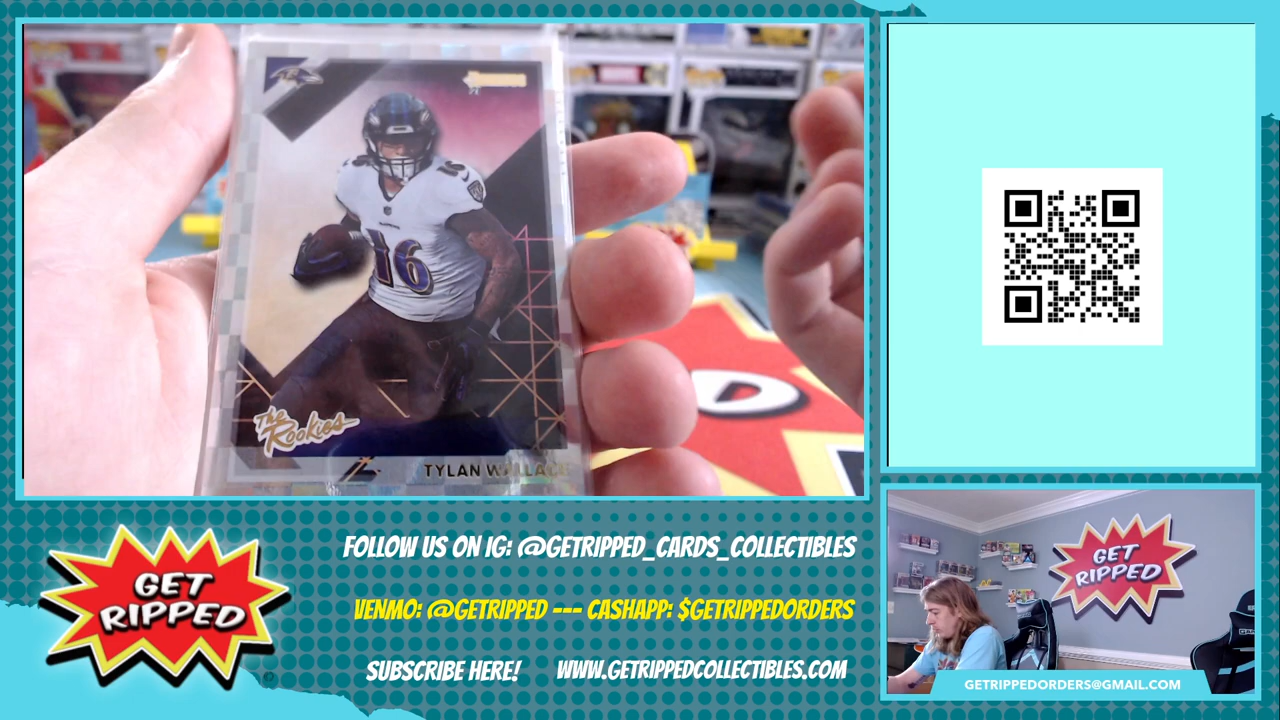 16
The
Rookies
TYLAN WALLACE
GET
RIPPED
FOLLOW US ON IG: @GETRIPPED_CARDS_COLLECTIBLES
VENMO: @GETRIPPED --- CASHAPP: $GETRIPPEDORDERS
SUBSCRIBE HERE! WWW.GETRIPPEDCOLLECTIBLES.COM
GET
RIPPED
GETRIPPEDORDERS@GMAIL.COM